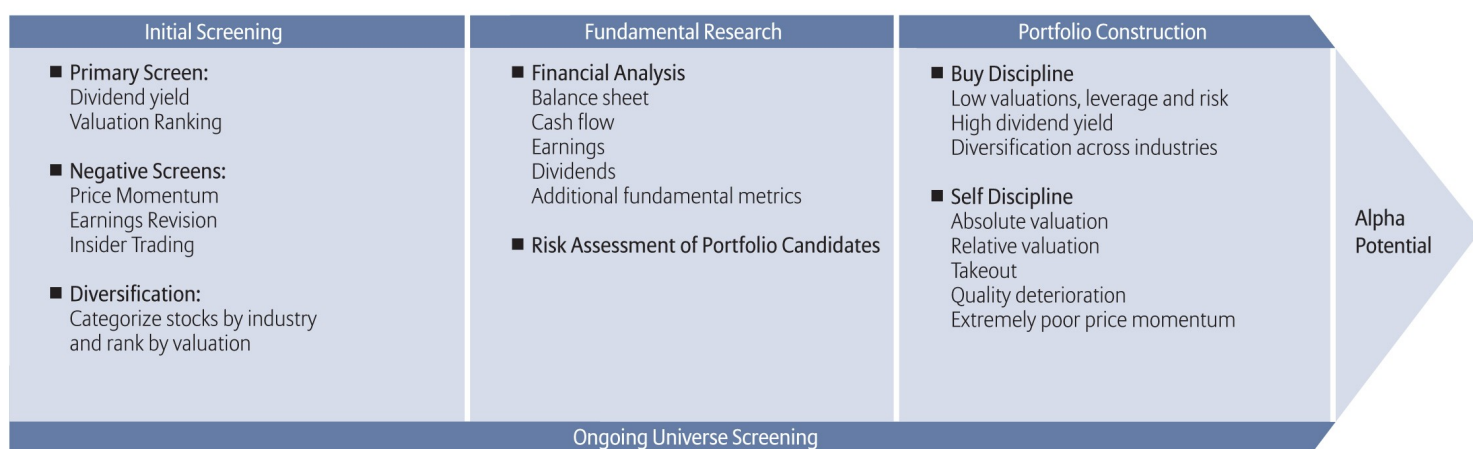 Initial Screening
■ Primary Screen:
Dividend yield
Valuation Ranking
■ Negative Screens:
Price Momentum
Earnings Revision
Insider Trading
■ Diversification:
Categorize stocks by industry
and rank by valuation
Fundamental Research
■ Financial Analysis
Balance sheet
Cash flow
Earnings
Dividends
Additional fundamental metrics
■ Risk Assessment of Portfolio Candidates
Portfolio Construction
■ Buy Discipline
Low valuations, leverage and risk
High dividend yield
Diversification across industries
■ Self Discipline
Absolute valuation
Relative valuation
Takeout
Quality deterioration
Extremely poor price momentum
Alpha
Potential
Ongoing Universe Screening